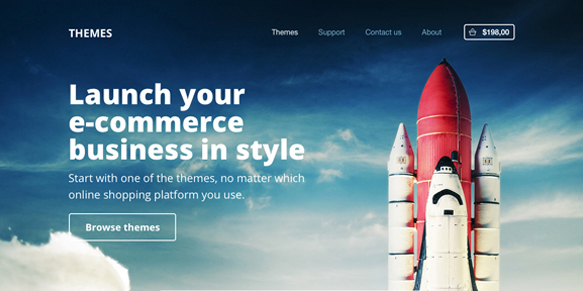 THEMES
Themes Support Contact us About $198,00
Launch your
e-commerce
business in style
Start with one of the themes, no matter which
online shopping platform you use.
Browse themes